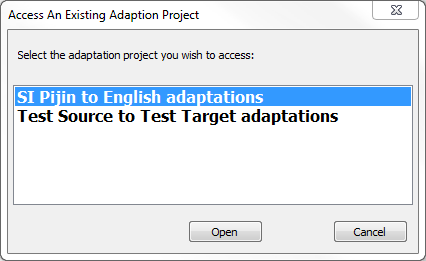 Access An Existing Adaption Project
Select the adaptation project you wish to access:
SI Pijin to English adaptations
Test Source to Test Target adaptations
Open Cancel